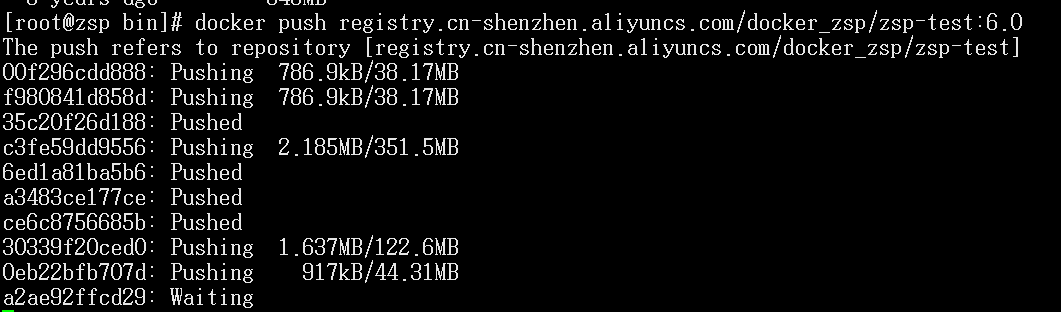 [root@zsp bin]# docker push registry.cn-shenzhen.aliyuncs.com/docker_zsp/zsp-test:6.0
The push refers to repository [registry.cn-shenzhen.aliyuncs.com/docker_zsp/zsp-test]
00f296cdd888: Pushing  786.9kB/38.17MB
f980841d858d: Pushing  786.9kB/38.17MB
35c20f26d188: Pushed
c3fe59dd9556: Pushing  2.185MB/351.5MB
6ed1a81ba5b6: Pushed
a3483ce177ce: Pushed
ce6c8756685b: Pushed
30339f20ced0: Pushing  1.637MB/122.6MB
0eb22bfb707d: Pushing    917kB/44.31MB
a2ae92ffcd29: Waiting